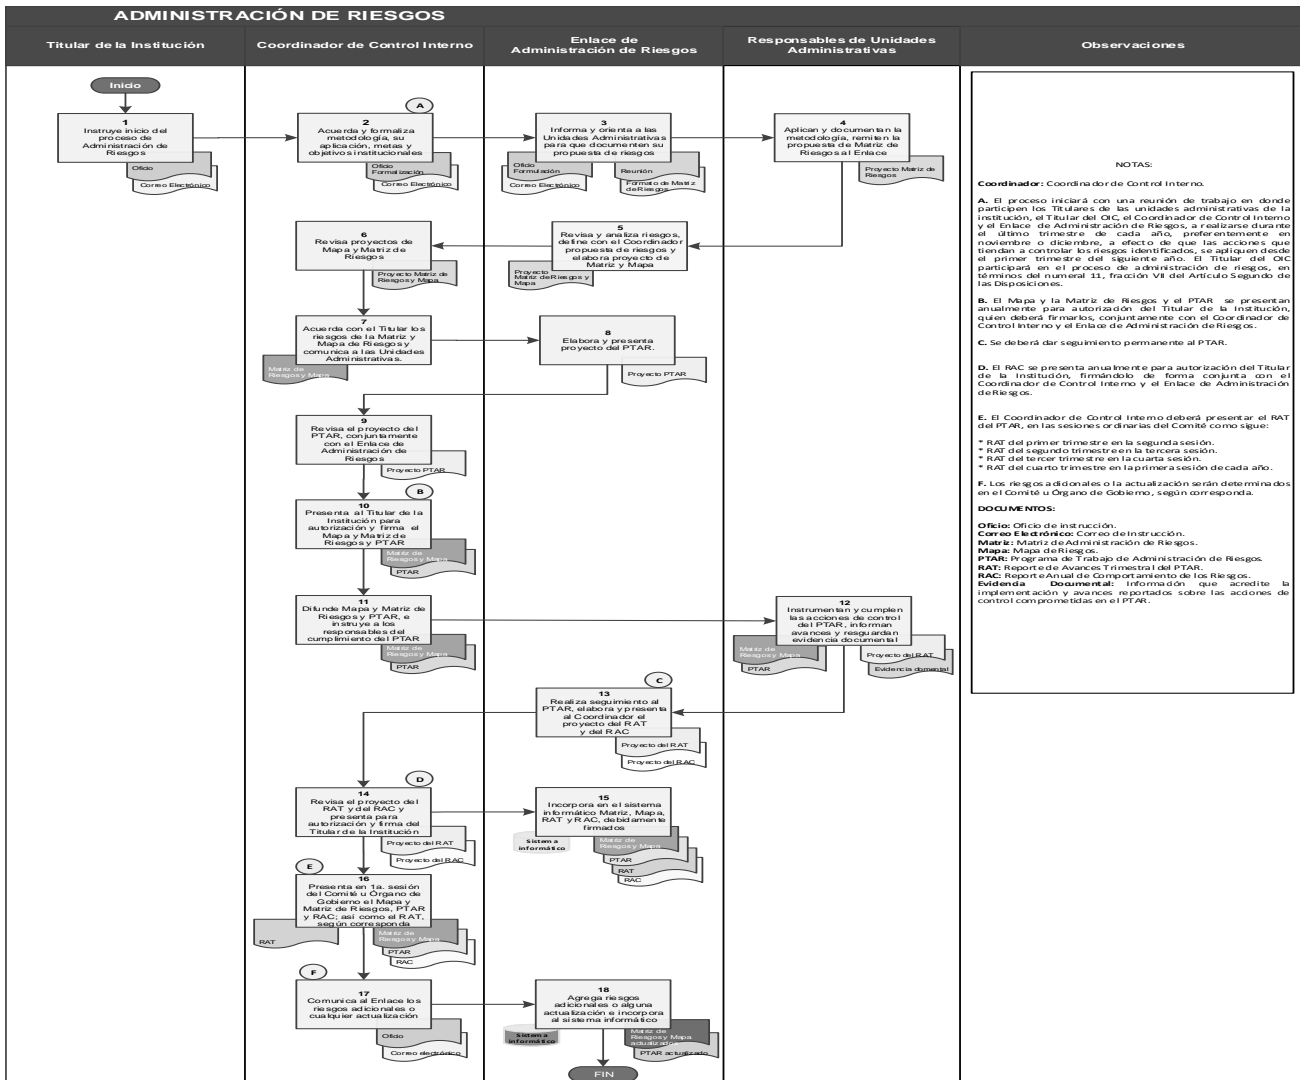 ADMINISTRACIÓN DE RIESGOS
Titular de la Institución
Coordinador de Control Interno
Enlace de
Administración de Riesgos
Responsables de Unidades
Administrativas
Observaciones
Inicio
1
Instruye inicio del
proceso de
Administración de
Riesgos
Oficio
Correo Electrónico
A
2
Acuerda y formaliza
metodología, su
aplicación, metas y
objetivos institucionales
Oficio
Formalización
Correo Electrónico
3
Informa y orienta a las
Unidades Administrativas
para que documenten su
propuesta de riesgos
Oficio
Formulación
Correo Electrónico
Reunión
Formato de Matriz
de Riesgos
4
Aplican y documentan la
metodología, remiten la
propuesta de Matriz de
Riesgos al Enlace
Proyecto Matriz de
Riesgos
5
Revisa y analiza riesgos,
define con el Coordinador
propuesta de riesgos y
elabora proyecto de
Matriz y Mapa
Proyecto
Matriz de Riesgos y
Mapa
6
Revisa proyectos de
Mapa y Matriz de
Riesgos
Proyecto Matriz de
Riesgos y Mapa
7
Acuerda con el Titular los
riesgos de la Matriz y
Mapa de Riesgos y
comunica a las Unidades
Administrativas.
Matriz de
Riesgos y Mapa
8
Elabora y presenta
proyecto del PTAR.
Proyecto PTAR
9
Revisa el proyecto del
PTAR, conjuntamente
con el Enlace de
Administración de
Riesgos
Proyecto PTAR
B
10
Presenta al Titular de la
Institución para
autorización y firma el
Mapa y Matriz de
Riesgos y PTAR
Matriz de
Riesgos y Mapa
PTAR
11
Difunde Mapa y Matriz de
Riesgos y PTAR, e
instruye a los
responsables del
cumplimiento del PTAR
Matriz de
Riesgos y Mapa
PTAR
12
Instrumentan y cumplen
las acciones de control
del PTAR, informan
avances y resguardan
evidencia documental
Matriz de
Riesgos y Mapa
PTAR
Proyecto del RAT
Evidencia domental
C
13
Realiza seguimiento al
PTAR, elabora y presenta
al Coordinador el
proyecto del RAT
y del RAC
Proyecto del RAT
Proyecto del RAC
D
14
Revisa el proyecto del
RAT y del RAC y
presenta para
autorización y firma del
Titular de la Institución
Proyecto del RAT
Proyecto del RAC
15
Incorpora en el sistema
informático Matriz, Mapa,
RAT y RAC, debidamente
firmados
Sistema
informático
Matriz de
Riesgos y Mapa
PTAR
RAT
RAC
E
16
Presenta en 1a. sesión
del Comité u Órgano de
Gobierno el Mapa y
Matriz de Riesgos, PTAR
y RAC; así como el RAT,
según corresponda
RAT
Matriz de
Riesgos y Mapa
PTAR
RAC
F
17
Comunica al Enlace los
riesgos adicionales o
cualquier actualización
Oficio
Correo electrónico
18
Agrega riesgos
adicionales o alguna
actualización e incorpora
al sistema informático
Sistema
informático
Matriz de
Riesgos y Mapa
actualizados
PTAR actualizado
FIN
NOTAS:
Coordinador: Coordinador de Control Interno.
A. El proceso iniciará con una reunión de trabajo en donde
participen los Titulares de las unidades administrativas de la
institución, el Titular del OIC, el Coordinador de Control Interno
y el Enlace de Administración de Riesgos, a realizarse durante
el último trimestre de cada año, preferentemente en
noviembre o diciembre, a efecto de que las acciones que
tiendan a controlar los riesgos identificados, se apliquen desde
el primer trimestre del siguiente año. El Titular del OIC
participará en el proceso de administración de riesgos, en
términos del numeral 11, fracción VII del Artículo Segundo de
las Disposiciones.
B. El Mapa y la Matriz de Riesgos y el PTAR se presentan
anualmente para autorización del Titular de la Institución,
quien deberá firmarlos, conjuntamente con el Coordinador de
Control Interno y el Enlace de Administración de Riesgos.
C. Se deberá dar seguimiento permanente al PTAR.
D. El RAC se presenta anualmente para autorización del Titular
de la Institución, firmándolo de forma conjunta con el
Coordinador de Control Interno y el Enlace de Administración
de Riesgos.
E. El Coordinador de Control Interno deberá presentar el RAT
del PTAR, en las sesiones ordinarias del Comité como sigue:
* RAT del primer trimestre en la segunda sesión.
* RAT del segundo trimestre en la tercera sesión.
* RAT del tercer trimestre en la cuarta sesión.
* RAT del cuarto trimestre en la primera sesión de cada año.
F. Los riesgos adicionales o la actualización serán determinados
en el Comité u Órgano de Gobierno, según corresponda.
DOCUMENTOS:
Oficio: Oficio de instrucción.
Correo Electrónico: Correo de Instrucción.
Matriz: Matriz de Administración de Riesgos.
Mapa: Mapa de Riesgos.
PTAR: Programa de Trabajo de Administración de Riesgos.
RAT: Reporte de Avances Trimestral del PTAR.
RAC: Reporte Anual de Comportamiento de los Riesgos.
Evidencia Documental: Información que acredite la
implementación y avances reportados sobre las acciones de
control comprometidas en el PTAR.